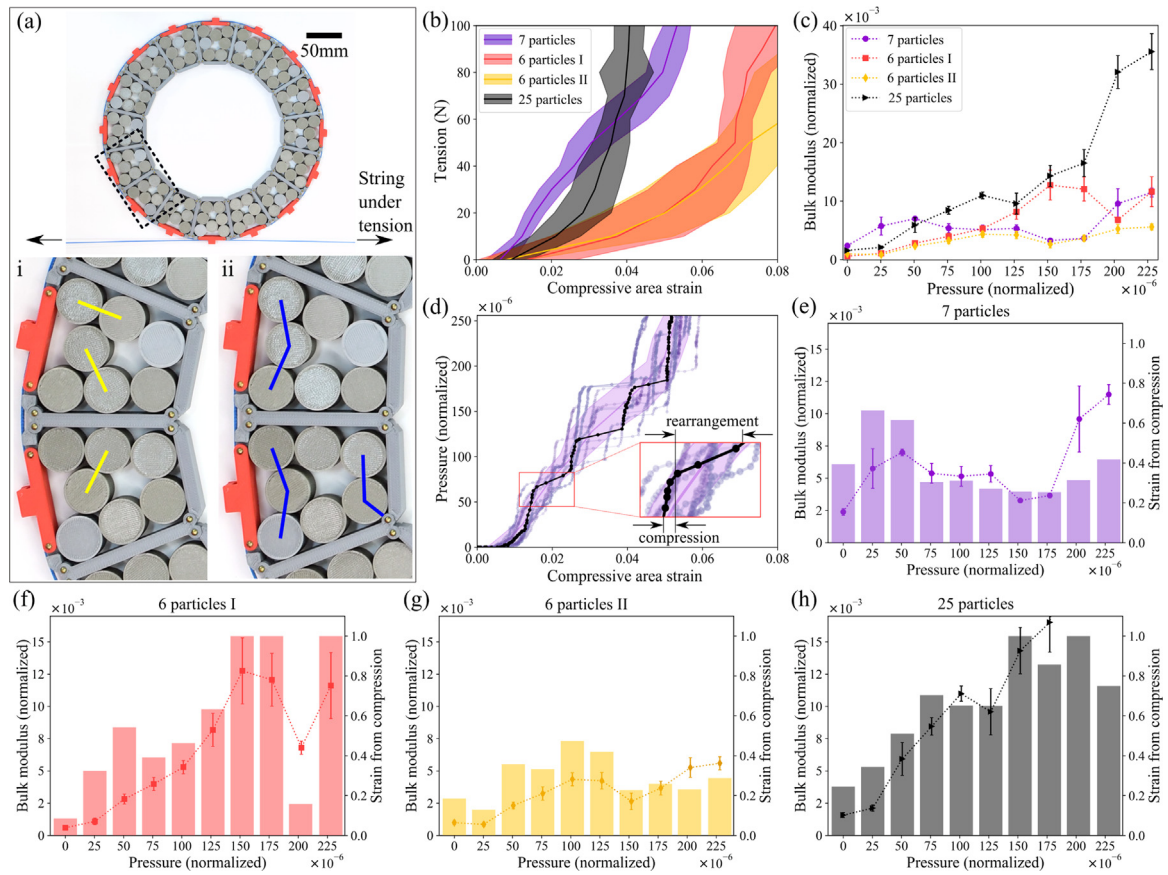 (a)
50mm
String
under
tension
i
ii
(b)
Tension (N)
100
80
60
40
20
0
7 particles
6 particles I
6 particles II
25 particles
0.00
0.02
0.04
0.06
0.08
Compressive area strain
(c)
×10⁻³
Bulk modulus (normalized)
40
30
20
10
0
7 particles
6 particles I
6 particles II
25 particles
0 25 50 75 100 125 150 175 200 225
Pressure (normalized)
×10⁻⁶
(d)
×10⁻⁶
Pressure (normalized)
250
200
150
100
50
0
rearrangement
compression
0.00 0.02 0.04 0.06 0.08
Compressive area strain
(e)
7 particles
×10⁻³
Bulk modulus (normalized)
15
12
10
8
5
2
0
Strain from compression
1.0
0.8
0.6
0.4
0.2
0.0
0 25 50 75 100 125 150 175 200 225
Pressure (normalized)
×10⁻⁶
(f)
6 particles I
×10⁻³
Bulk modulus (normalized)
15
12
10
8
5
2
0
Strain from compression
1.0
0.8
0.6
0.4
0.2
0.0
0 25 50 75 100 125 150 175 200 225
Pressure (normalized)
×10⁻⁶
(g)
6 particles II
×10⁻³
Bulk modulus (normalized)
15
12
10
8
5
2
0
Strain from compression
1.0
0.8
0.6
0.4
0.2
0.0
0 25 50 75 100 125 150 175 200 225
Pressure (normalized)
×10⁻⁶
(h)
25 particles
×10⁻³
Bulk modulus (normalized)
15
12
10
8
5
2
0
Strain from compression
1.0
0.8
0.6
0.4
0.2
0.0
0 25 50 75 100 125 150 175 200 225
Pressure (normalized)
×10⁻⁶